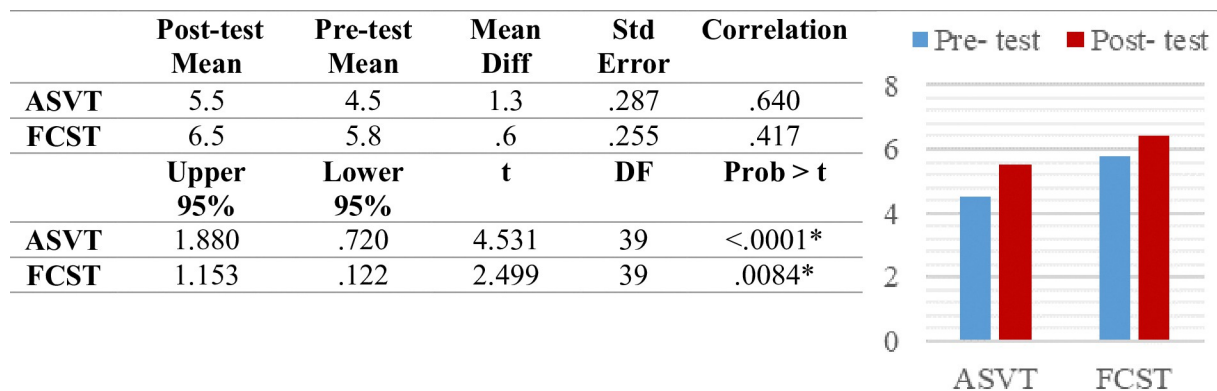 Post-test Mean Pre-test Mean Mean Diff Std Error Correlation
ASVT 5.5 4.5 1.3 .287 .640
FCST 6.5 5.8 .6 .255 .417
Upper 95% Lower 95% t DF Prob > t
ASVT 1.880 .720 4.531 39 <.0001*
FCST 1.153 .122 2.499 39 .0084*
Pre- test Post- test
8
6
4
2
0
ASVT FCST